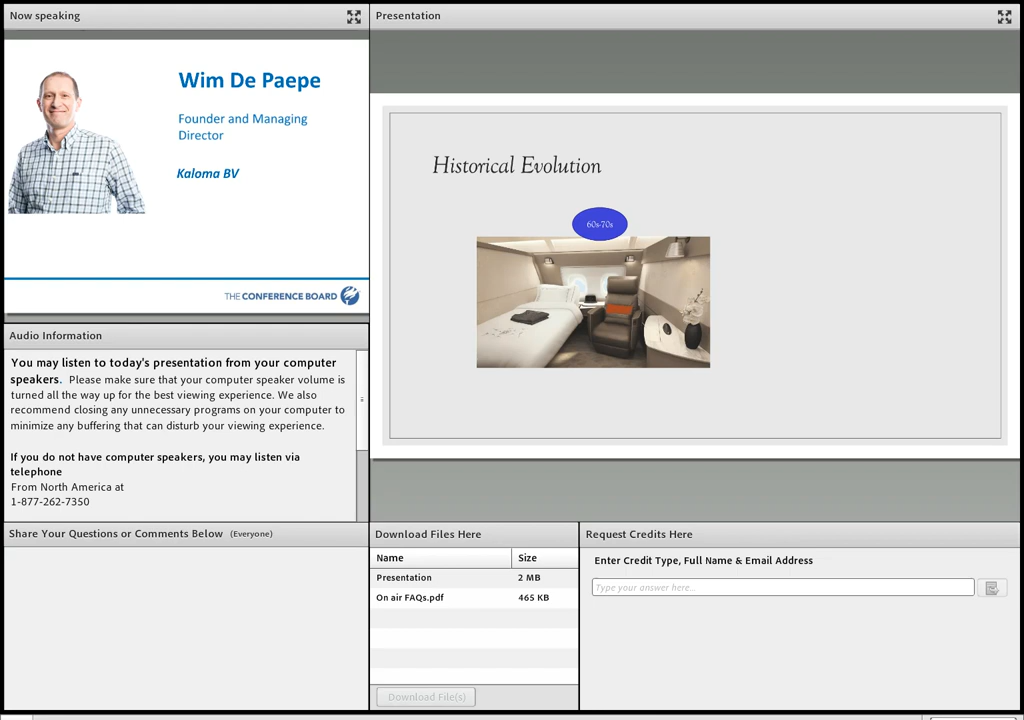 Now speaking
Wim De Paepe
Founder and Managing
Director
Kaloma BV
THE CONFERENCE BOARD
Audio Information
You may listen to today's presentation from your computer
speakers. Please make sure that your computer speaker volume is
turned all the way up for the best viewing experience. We also
recommend closing any unnecessary programs on your computer to
minimize any buffering that can disturb your viewing experience.
If you do not have computer speakers, you may listen via
telephone
From North America at
1-877-262-7350
Share Your Questions or Comments Below (Everyone)
Presentation
Historical Evolution
60s-70s
Download Files Here
Name Size
Presentation 2 MB
On air FAQs.pdf 465 KB
Download File(s)
Request Credits Here
Enter Credit Type, Full Name & Email Address
Type your answer here...